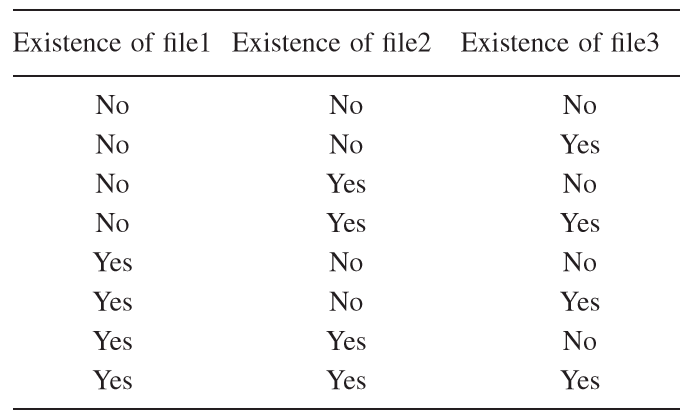 Existence of file1 Existence of file2 Existence of file3
No No No
No No Yes
No Yes No
No Yes Yes
Yes No No
Yes No Yes
Yes Yes No
Yes Yes Yes